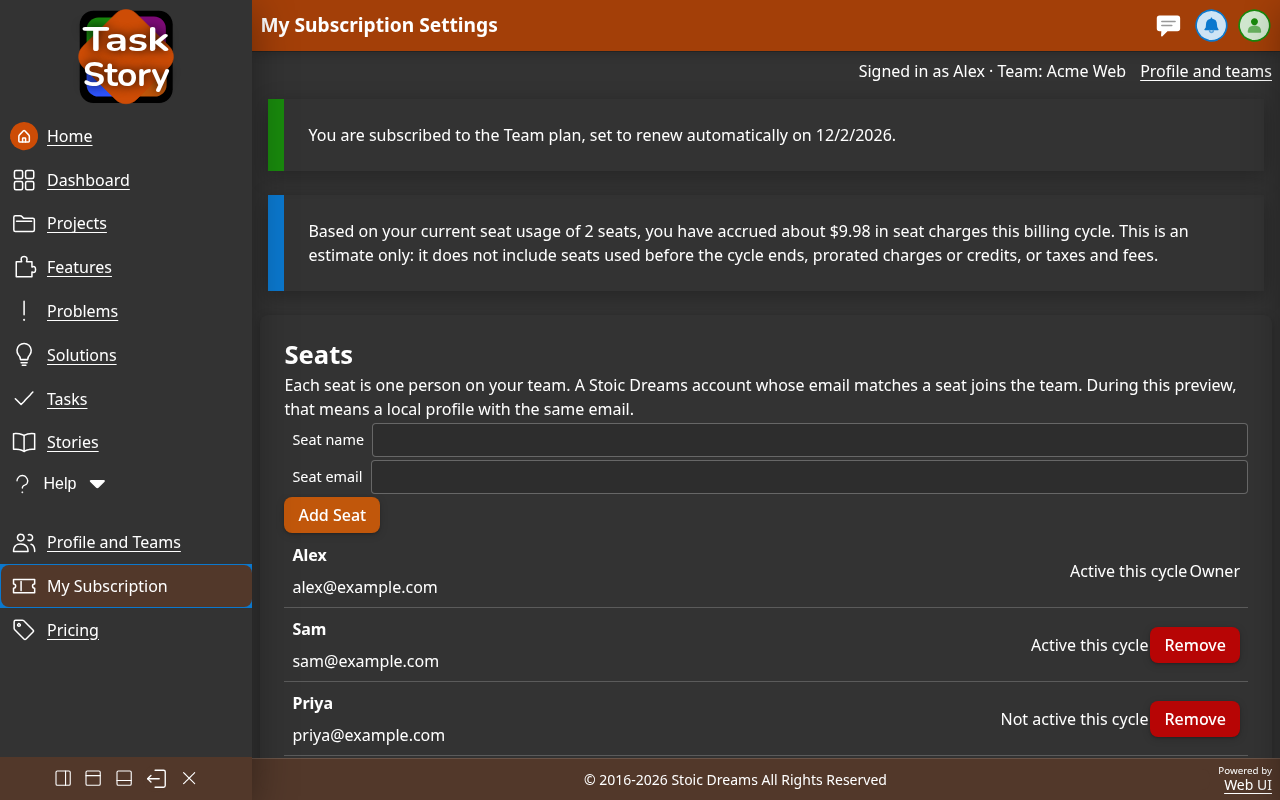 Task
Story
Home
Dashboard
Projects
Features
Problems
Solutions
Tasks
Stories
Help
Profile and Teams
My Subscription
Pricing
My Subscription Settings
Signed in as Alex · Team: Acme Web Profile and teams
You are subscribed to the Team plan, set to renew automatically on 12/2/2026.
Based on your current seat usage of 2 seats, you have accrued about $9.98 in seat charges this billing cycle. This is an
estimate only: it does not include seats used before the cycle ends, prorated charges or credits, or taxes and fees.
Seats
Each seat is one person on your team. A Stoic Dreams account whose email matches a seat joins the team. During this preview,
that means a local profile with the same email.
Seat name
Seat email
Add Seat
Alex
alex@example.com
Active this cycle Owner
Sam
sam@example.com
Active this cycle Remove
Priya
priya@example.com
Not active this cycle Remove
© 2016-2026 Stoic Dreams All Rights Reserved
Powered by
Web UI